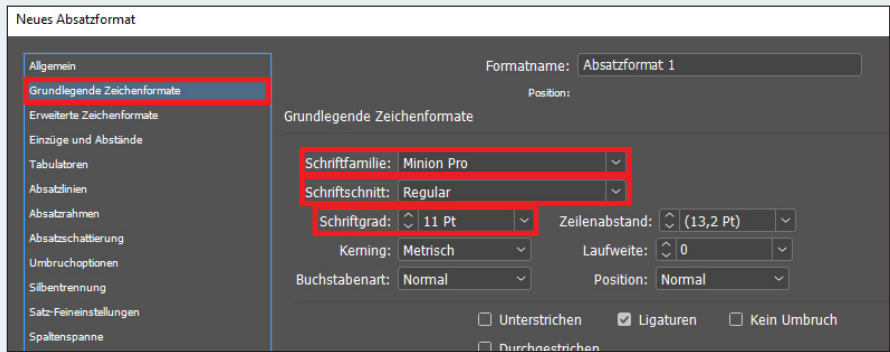 Neues Absatzformat
Allgemein
Grundlegende Zeichenformate
Erweiterte Zeichenformate
Einzüge und Abstände
Tabulatoren
Absatzlinien
Absatzrahmen
Absatzschattierung
Umbruchoptionen
Silbentrennung
Satz-Feineinstellungen
Spaltenspanne
Formatname: Absatzformat 1
Position:
Grundlegende Zeichenformate
Schriftfamilie: Minion Pro
Schriftschnitt: Regular
Schriftgrad: 11 Pt Zeilenabstand: (13,2 Pt)
Kerning: Metrisch Laufweite: 0
Buchstabenart: Normal Position: Normal
Unterstrichen Ligaturen Kein Umbruch
Durchgestrichen